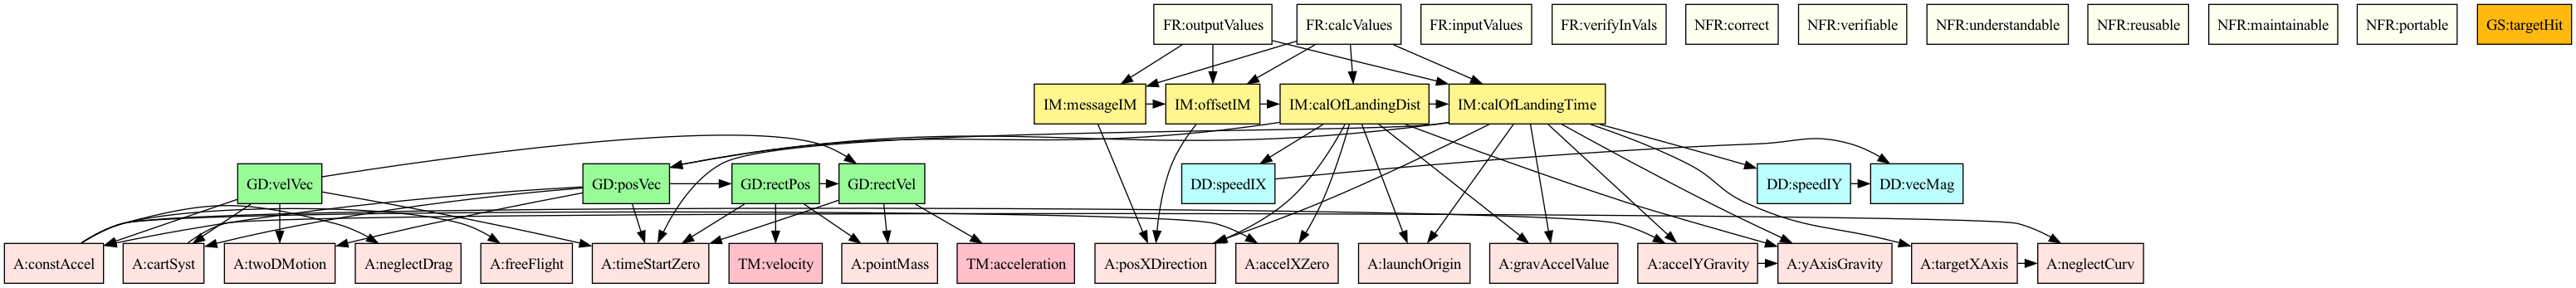 FR:outputValues
FR:calcValues
FR:inputValues
FR:verifyInVals
NFR:correct
NFR:verifiable
NFR:understandable
NFR:reusable
NFR:maintainable
NFR:portable
GS:targetHit
IM:messageIM
IM:offsetIM
IM:calOfLandingDist
IM:calOfLandingTime
GD:velVec
GD:posVec
GD:rectPos
GD:rectVel
DD:speedIX
DD:speedIY
DD:vecMag
A:constAccel
A:cartSyst
A:twoDMotion
A:neglectDrag
A:freeFlight
A:timeStartZero
TM:velocity
A:pointMass
TM:acceleration
A:posXDirection
A:accelXZero
A:launchOrigin
A:gravAccelValue
A:accelYGravity
A:yAxisGravity
A:targetXAxis
A:neglectCurv